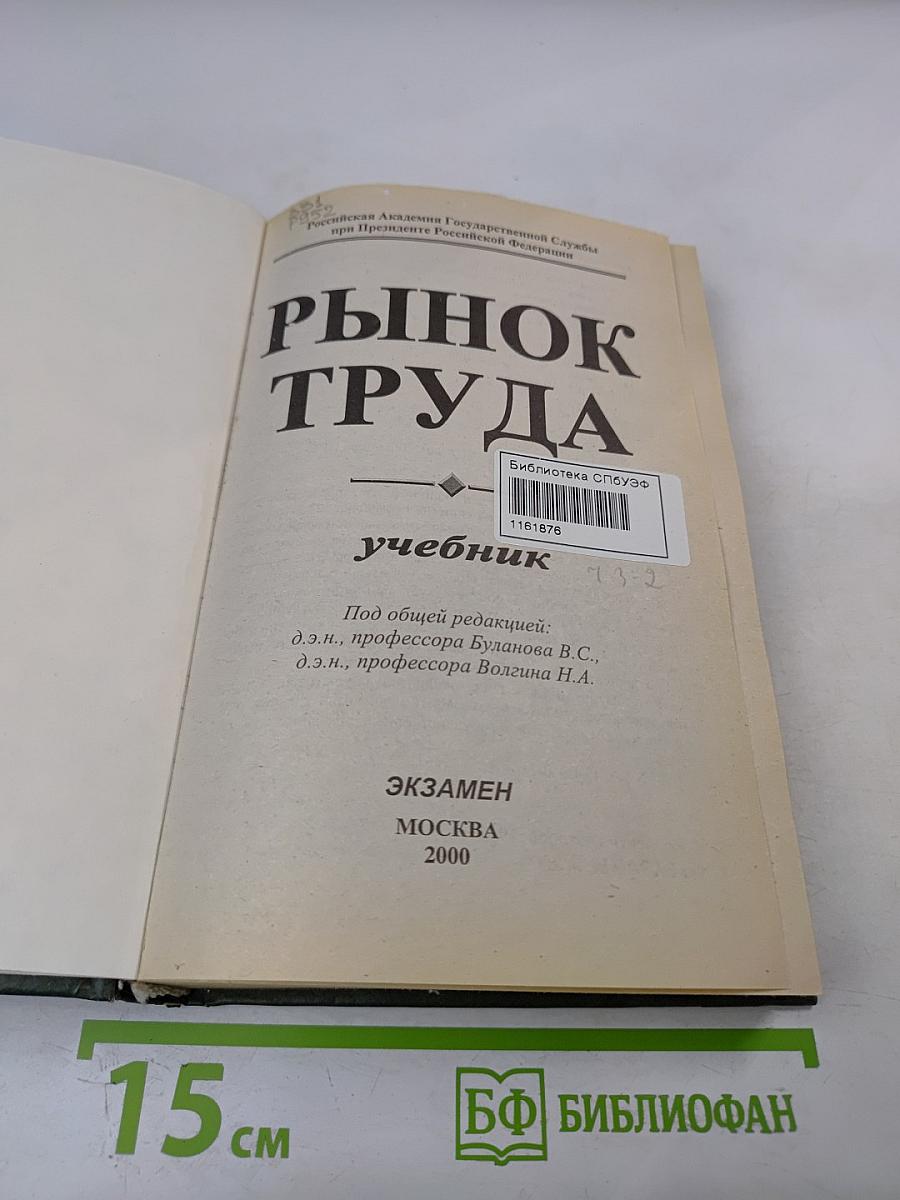 Р952
Российская Академия Государственной Службы
при Президенте Российской Федерации
РЫНОК
ТРУДА
Библиотека СПбУЭФ
1161876
учебник
Под общей редакцией:
д.э.н., профессора Буланова В.С.,
д.э.н., профессора Волгина Н.А.
ЭКЗАМЕН
МОСКВА
2000
15 см
БФ БИБЛИОФАН